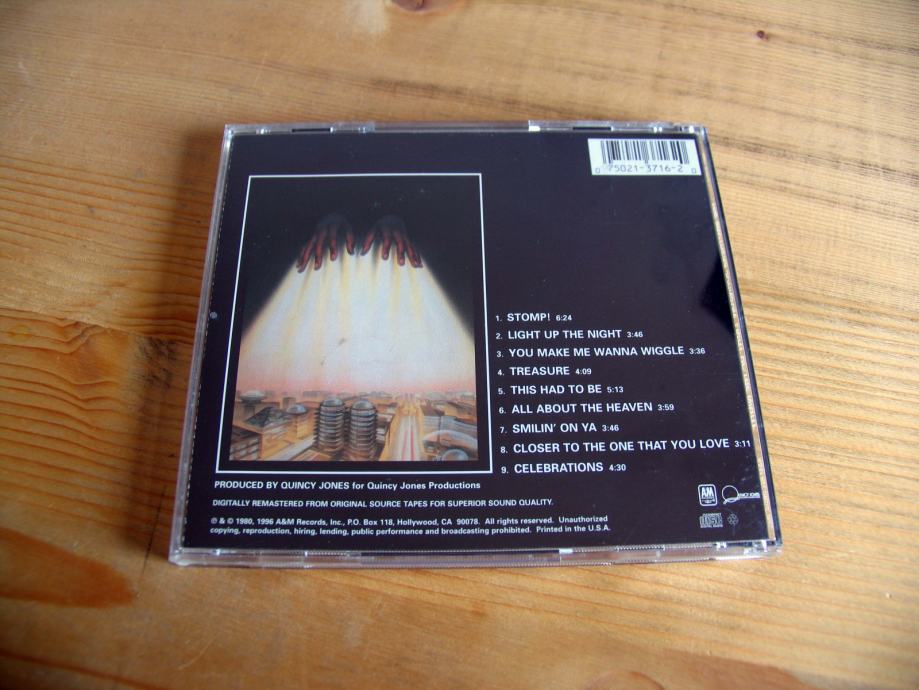 0 75021-3716-2 0
1. STOMP! 6:24
2. LIGHT UP THE NIGHT 3:46
3. YOU MAKE ME WANNA WIGGLE 3:36
4. TREASURE 4:09
5. THIS HAD TO BE 5:13
6. ALL ABOUT THE HEAVEN 3:59
7. SMILIN' ON YA 3:46
8. CLOSER TO THE ONE THAT YOU LOVE 3:11
9. CELEBRATIONS 4:30
PRODUCED BY QUINCY JONES for Quincy Jones Productions
DIGITALLY REMASTERED FROM ORIGINAL SOURCE TAPES FOR SUPERIOR SOUND QUALITY.
℗ & © 1980, 1996 A&M Records, Inc., P.O. Box 118, Hollywood, CA 90078. All rights reserved. Unauthorized
copying, reproduction, hiring, lending, public performance and broadcasting prohibited. Printed in the U.S.A.
A&M